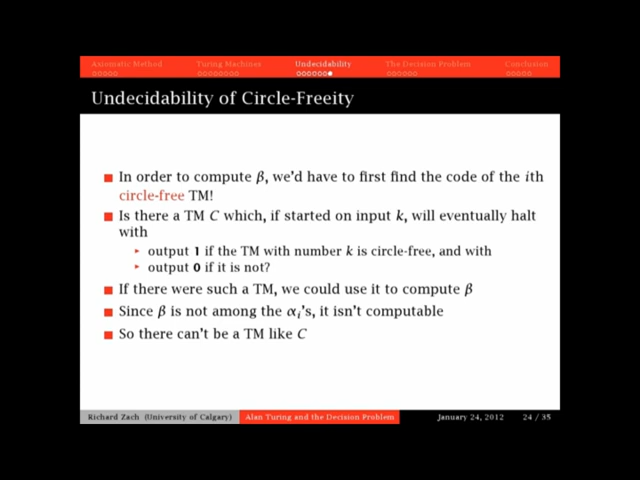 Axiomatic Method Turing Machines Undecidability The Decision Problem Conclusion
Undecidability of Circle-Freeity
In order to compute β, we'd have to first find the code of the ith
circle-free TM!
Is there a TM C which, if started on input k, will eventually halt
with
output 1 if the TM with number k is circle-free, and with
output 0 if it is not?
If there were such a TM, we could use it to compute β
Since β is not among the αᵢ's, it isn't computable
So there can't be a TM like C
Richard Zach (University of Calgary) Alan Turing and the Decision Problem January 24, 2012 24 / 35